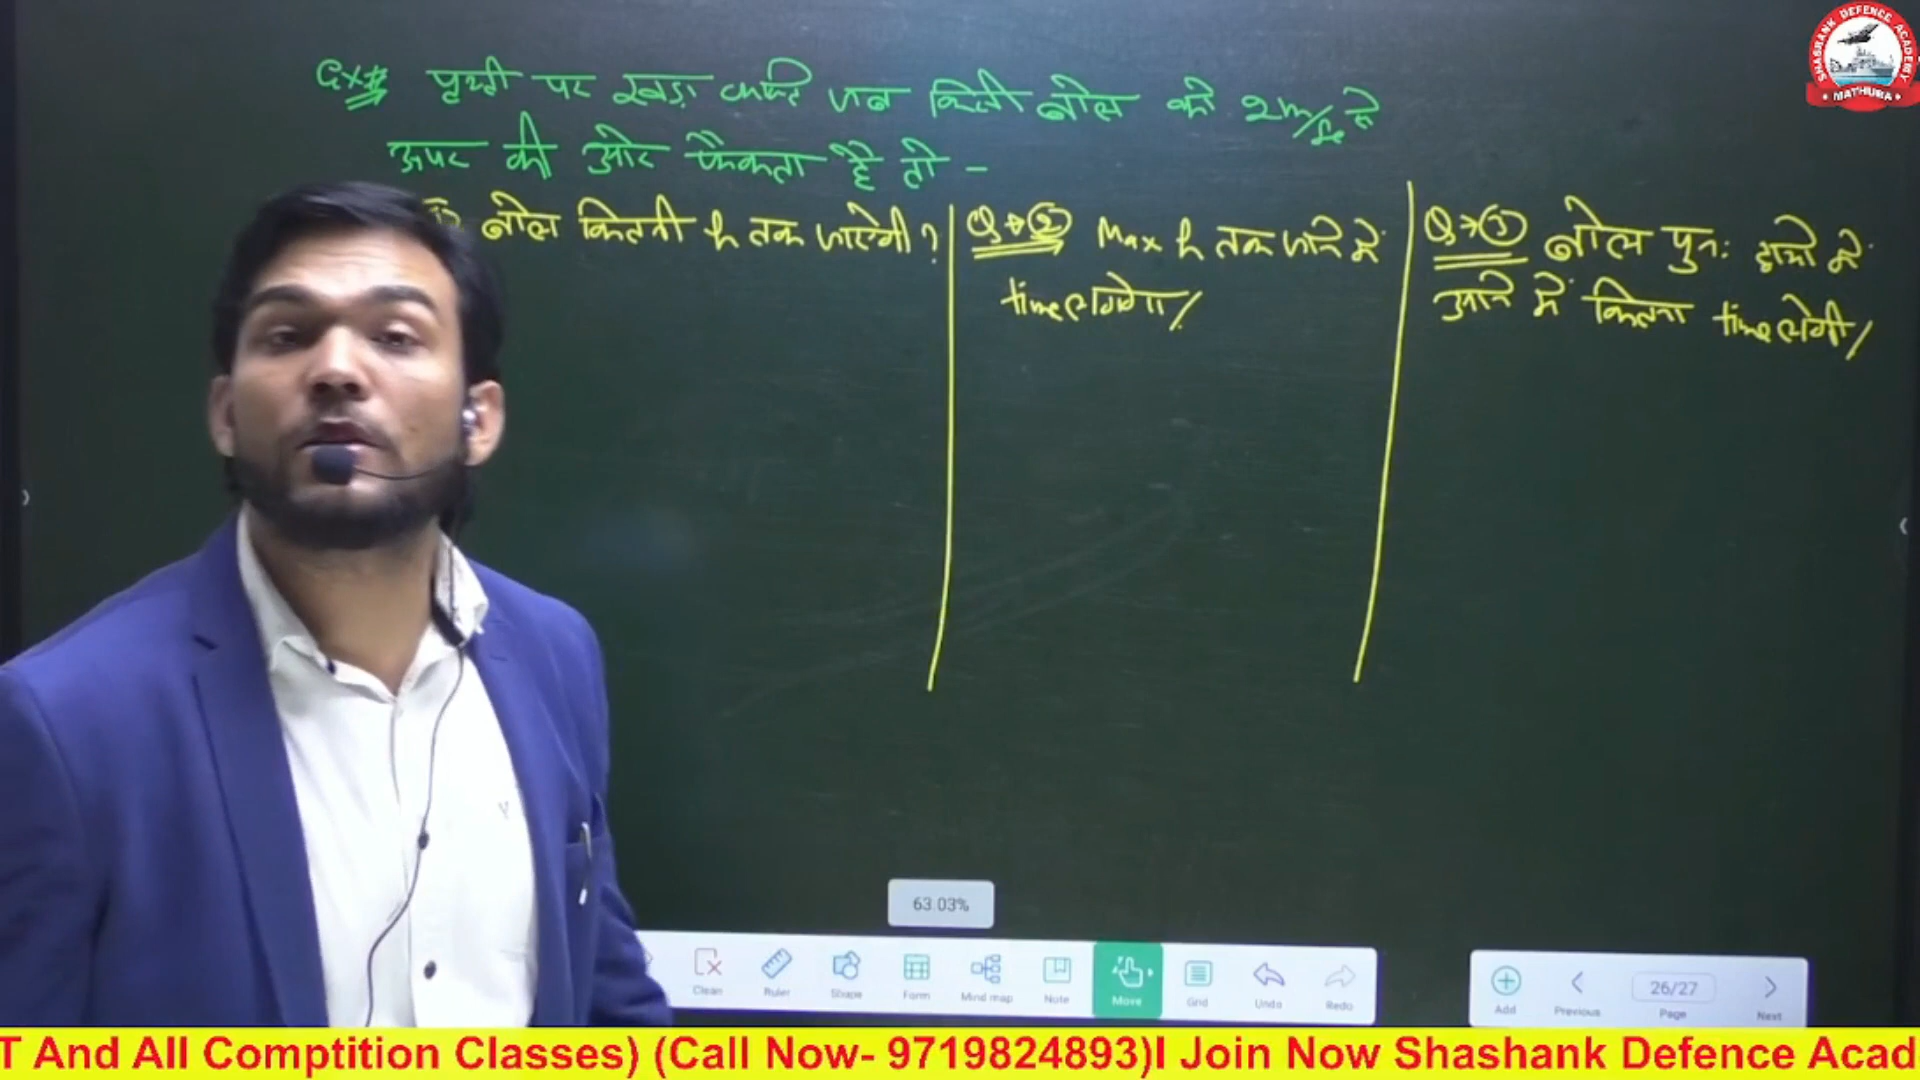 Ex# पृथ्वी पर खड़ा व्यक्ति जब किसी बोल को 2m/se से
ऊपर की ओर फेंकता है तो -
बोल कितनी h तक जाएगी?
Q→② Max h तक जाने में
time लगेगा/
Q→③ बोल पुनः हाथो में
आने में कितना time लगेगी/
SHASHANK DEFENCE ACADEMY
MATHURA
63.03%
Clean Ruler Shape Form Mind map Note Move Grid Undo Redo
Add Previous 26/27 Page Next
T And All Comptition Classes) (Call Now- 9719824893)I Join Now Shashank Defence Acad